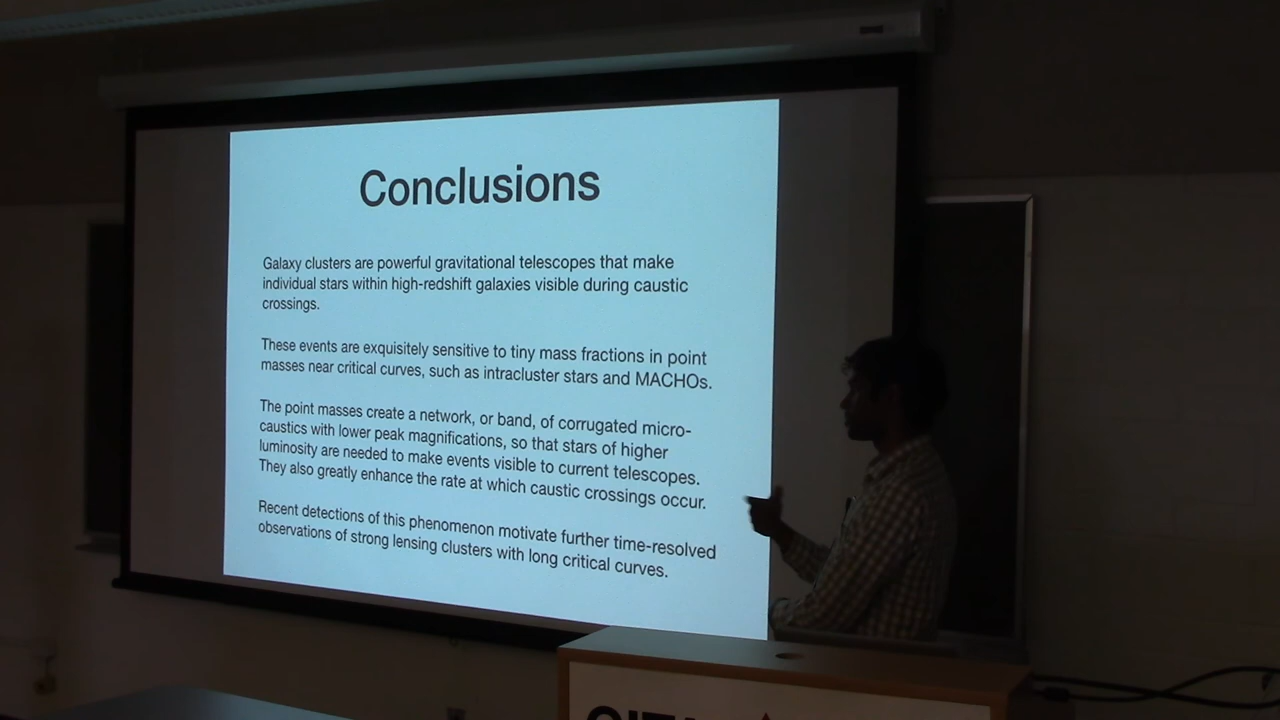 Conclusions
Galaxy clusters are powerful gravitational telescopes that make
individual stars within high-redshift galaxies visible during caustic
crossings.
These events are exquisitely sensitive to tiny mass fractions in point
masses near critical curves, such as intracluster stars and MACHOs.
The point masses create a network, or band, of corrugated micro-
caustics with lower peak magnifications, so that stars of higher
luminosity are needed to make events visible to current telescopes.
They also greatly enhance the rate at which caustic crossings occur.
Recent detections of this phenomenon motivate further time-resolved
observations of strong lensing clusters with long critical curves.